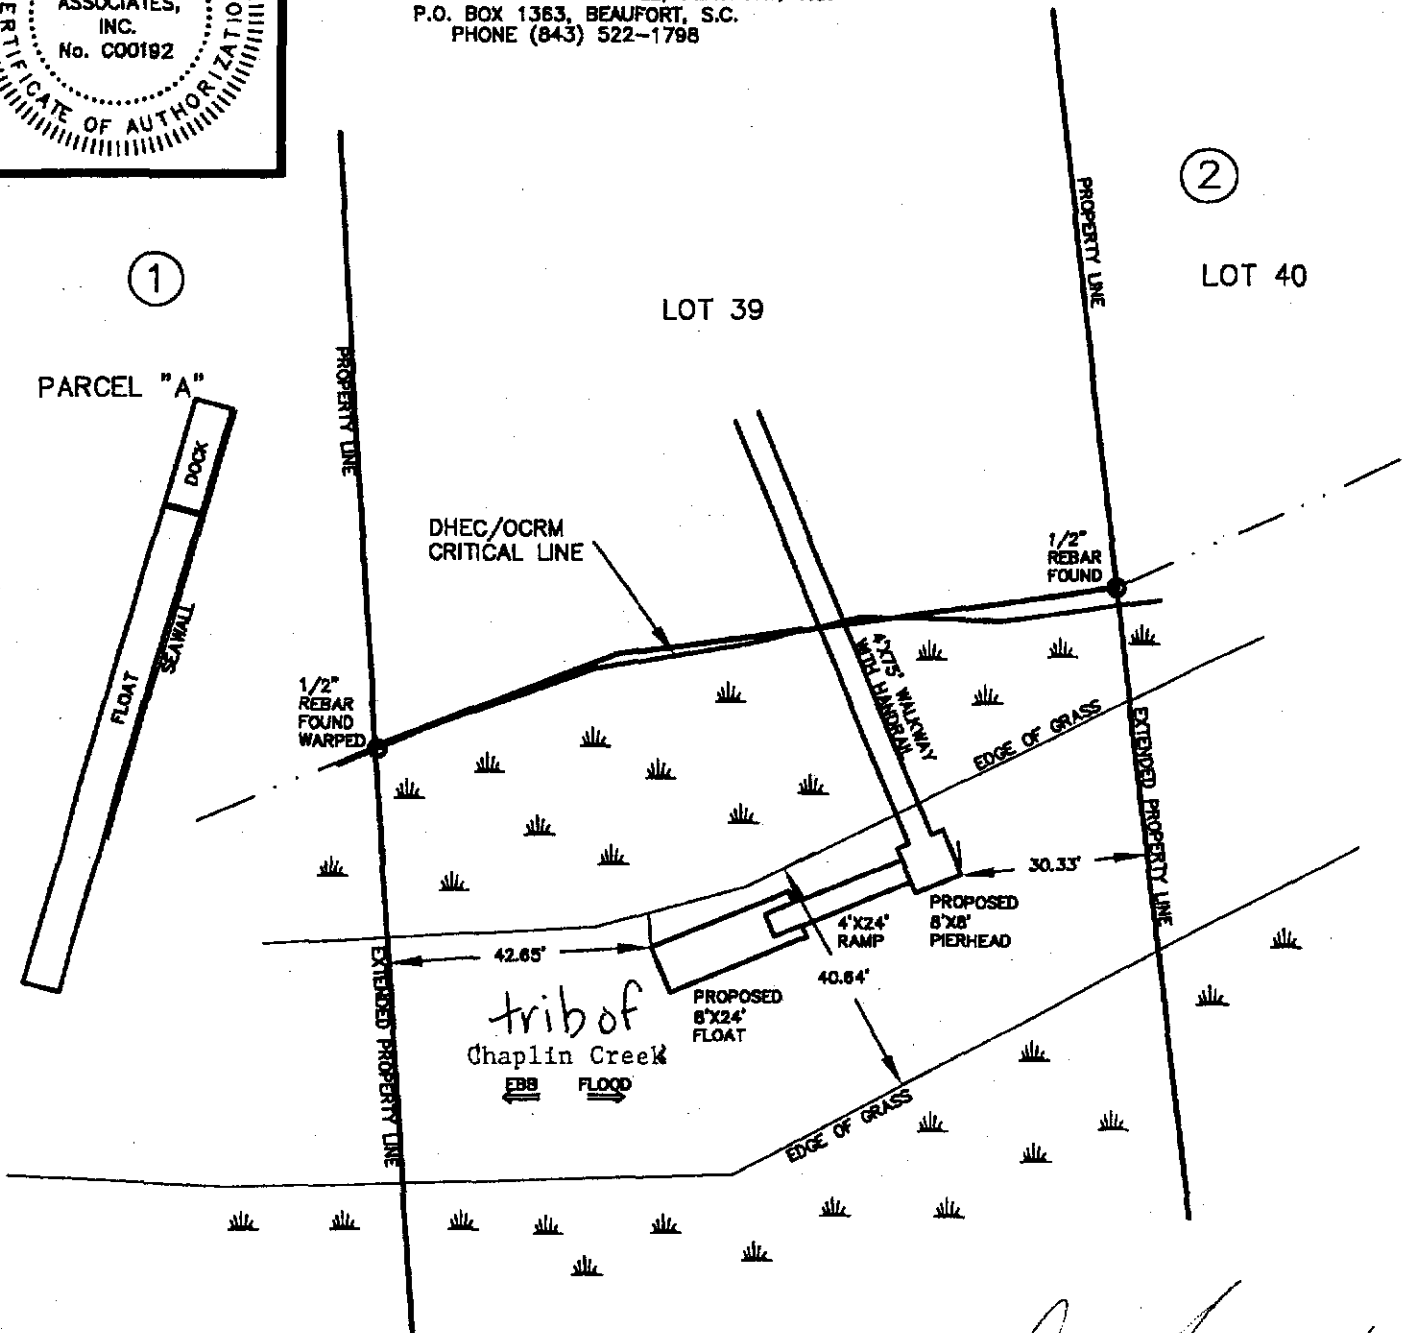 ASSOCIATES,
INC.
No. C00192
CERTIFICATE OF AUTHORIZATIO
P.O. BOX 1363, BEAUFORT, S.C.
PHONE (843) 522-1798
1
2
PARCEL "A"
LOT 39
LOT 40
PROPERTY LINE
PROPERTY LINE
DOCK
FLOAT
SEAWALL
DHEC/OCRM
CRITICAL LINE
1/2"
REBAR
FOUND
1/2"
REBAR
FOUND
WARPED
4'X75' WALKWAY
WITH HANDRAIL
EDGE OF GRASS
EXTENDED PROPERTY LINE
30.33'
PROPOSED
8'X8'
PIERHEAD
4'X24'
RAMP
42.65'
40.64'
PROPOSED
8'X24'
FLOAT
EXTENDED PROPERTY LINE
trib of
Chaplin Creek
EBB FLOOD
EDGE OF GRASS